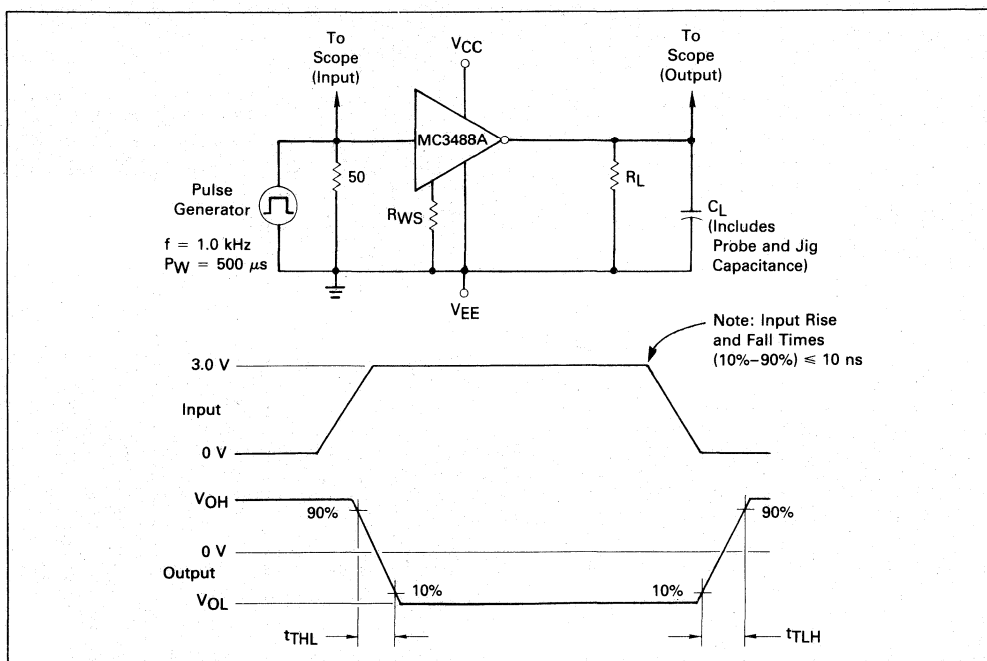 To
Scope
(Input)
VCC
To
Scope
(Output)
MC3488A
50
RL
Pulse
Generator
RWS
CL
(Includes
Probe and Jig
Capacitance)
f = 1.0 kHz
PW = 500 μs
VEE
Note: Input Rise
and Fall Times
(10%–90%) ≤ 10 ns
3.0 V
Input
0 V
VOH
90%
90%
0 V
Output
10%
10%
VOL
tTHL
tTLH